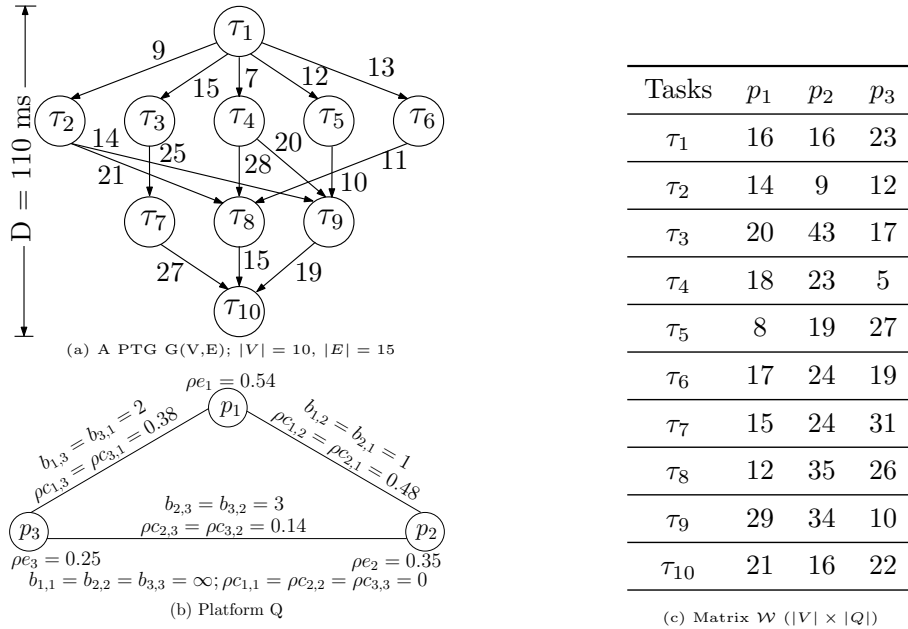 D = 110 ms
τ1
9
15
7
12
13
τ2
τ3
τ4
τ5
τ6
14
25
20
21
28
11
10
τ7
τ8
τ9
27
15
19
τ10
(a) A PTG G(V,E); |V| = 10, |E| = 15
ρe1 = 0.54
p1
b1,3 = b3,1 = 2
ρc1,3 = ρc3,1 = 0.38
b1,2 = b2,1 = 1
ρc1,2 = ρc2,1 = 0.48
b2,3 = b3,2 = 3
ρc2,3 = ρc3,2 = 0.14
p3
p2
ρe3 = 0.25
ρe2 = 0.35
b1,1 = b2,2 = b3,3 = ∞; ρc1,1 = ρc2,2 = ρc3,3 = 0
(b) Platform Q
Tasks p1 p2 p3
τ1 16 16 23
τ2 14 9 12
τ3 20 43 17
τ4 18 23 5
τ5 8 19 27
τ6 17 24 19
τ7 15 24 31
τ8 12 35 26
τ9 29 34 10
τ10 21 16 22
(c) Matrix W (|V| × |Q|)